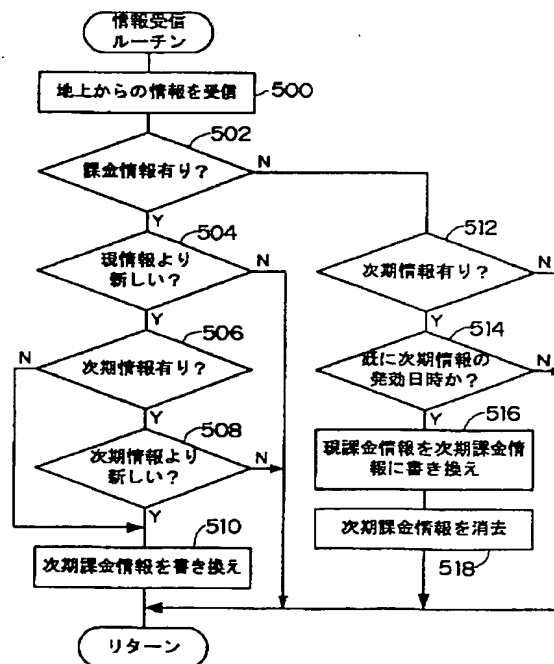 情報受信
ルーチン
地上からの情報を受信
500
502
課金情報有り?
N
Y
504
現情報より
新しい?
N
Y
506
次期情報有り?
N
Y
508
次期情報より
新しい?
N
Y
510
次期課金情報を書き換え
リターン
512
次期情報有り?
N
Y
514
既に次期情報の
発効日時か?
N
Y
516
現課金情報を次期課金情
報に書き換え
次期課金情報を消去
518